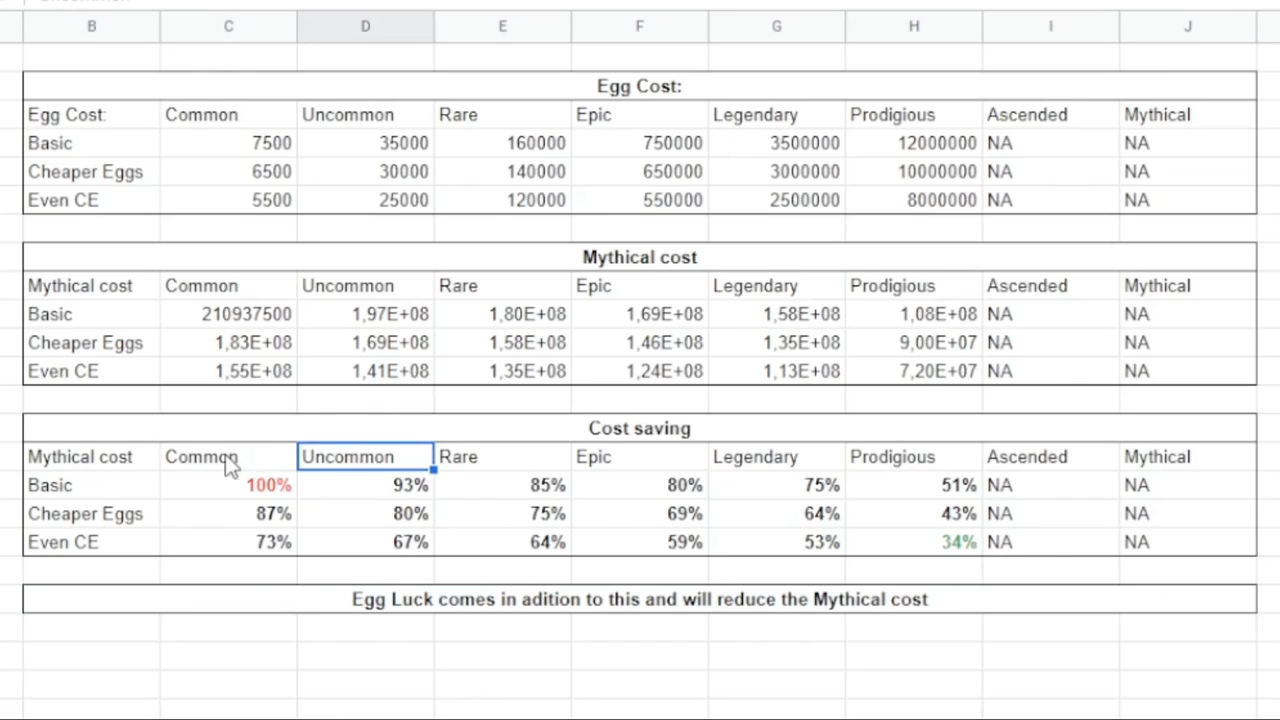 B C D E F G H I J
Egg Cost:
Egg Cost: Common Uncommon Rare Epic Legendary Prodigious Ascended Mythical
Basic 7500 35000 160000 750000 3500000 12000000 NA NA
Cheaper Eggs 6500 30000 140000 650000 3000000 10000000 NA NA
Even CE 5500 25000 120000 550000 2500000 8000000 NA NA
Mythical cost
Mythical cost Common Uncommon Rare Epic Legendary Prodigious Ascended Mythical
Basic 210937500 1,97E+08 1,80E+08 1,69E+08 1,58E+08 1,08E+08 NA NA
Cheaper Eggs 1,83E+08 1,69E+08 1,58E+08 1,46E+08 1,35E+08 9,00E+07 NA NA
Even CE 1,55E+08 1,41E+08 1,35E+08 1,24E+08 1,13E+08 7,20E+07 NA NA
Cost saving
Mythical cost Common Uncommon Rare Epic Legendary Prodigious Ascended Mythical
Basic 100% 93% 85% 80% 75% 51% NA NA
Cheaper Eggs 87% 80% 75% 69% 64% 43% NA NA
Even CE 73% 67% 64% 59% 53% 34% NA NA
Egg Luck comes in adition to this and will reduce the Mythical cost